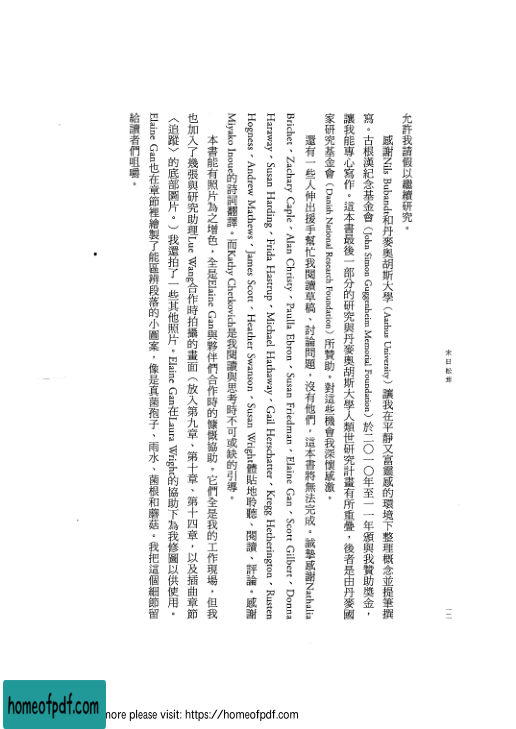 末日松茸
一二
允許我請假以繼續研究。
感謝Nils Bubandt和丹麥奧胡斯大學（Aarhus University）讓我在平靜又富靈感的環境下整理概念並提筆撰
寫。古根漢紀念基金會（John Simon Guggenheim Memorial Foundation）於二〇一〇年至一一年頒與我贊助獎金，
讓我能專心寫作。這本書最後一部分的研究與丹麥奧胡斯大學人類世研究計畫有所重疊，後者是由丹麥國
家研究基金會（Danish National Research Foundation）所贊助。對這些機會我深懷感激。
還有一些人伸出援手幫忙我閱讀草稿、討論問題，沒有他們，這本書將無法完成。誠摯感謝Nathalia
Brichet、Zachary Caple、Alan Christy、Paulla Ebron、Susan Friedman、Elaine Gan、Scott Gilbert、Donna
Haraway、Susan Harding、Frida Hastrup、Michael Hathaway、Gail Hershatter、Kregg Hetherington、Rusten
Hogness、Andrew Mathews、James Scott、Heather Swanson、Susan Wright體貼地聆聽、閱讀、評論。感謝
Miyako Inoue的詩詞翻譯。而Kathy Chetkovich是我閱讀與思考時不可或缺的引導。
本書能有照片為之增色，全是Elaine Gan與夥伴們合作時的慷慨協助。它們全是我的工作現場，但我
也加入了幾張與研究助理Lue Wang合作時拍攝的畫面（放入第九章、第十章、第十四章，以及插曲章節
〈追蹤〉的底部圖片。）我還拍了一些其他照片。Elaine Gan在Laura Wright的協助下為我修圖以供使用。
Elaine Gan也在章節裡繪製了能區辨段落的小圖案，像是真菌孢子、雨水、菌根和蘑菇。我把這個細節留
給讀者們咀嚼。
homeofpdf.com
more please visit: https://homeofpdf.com